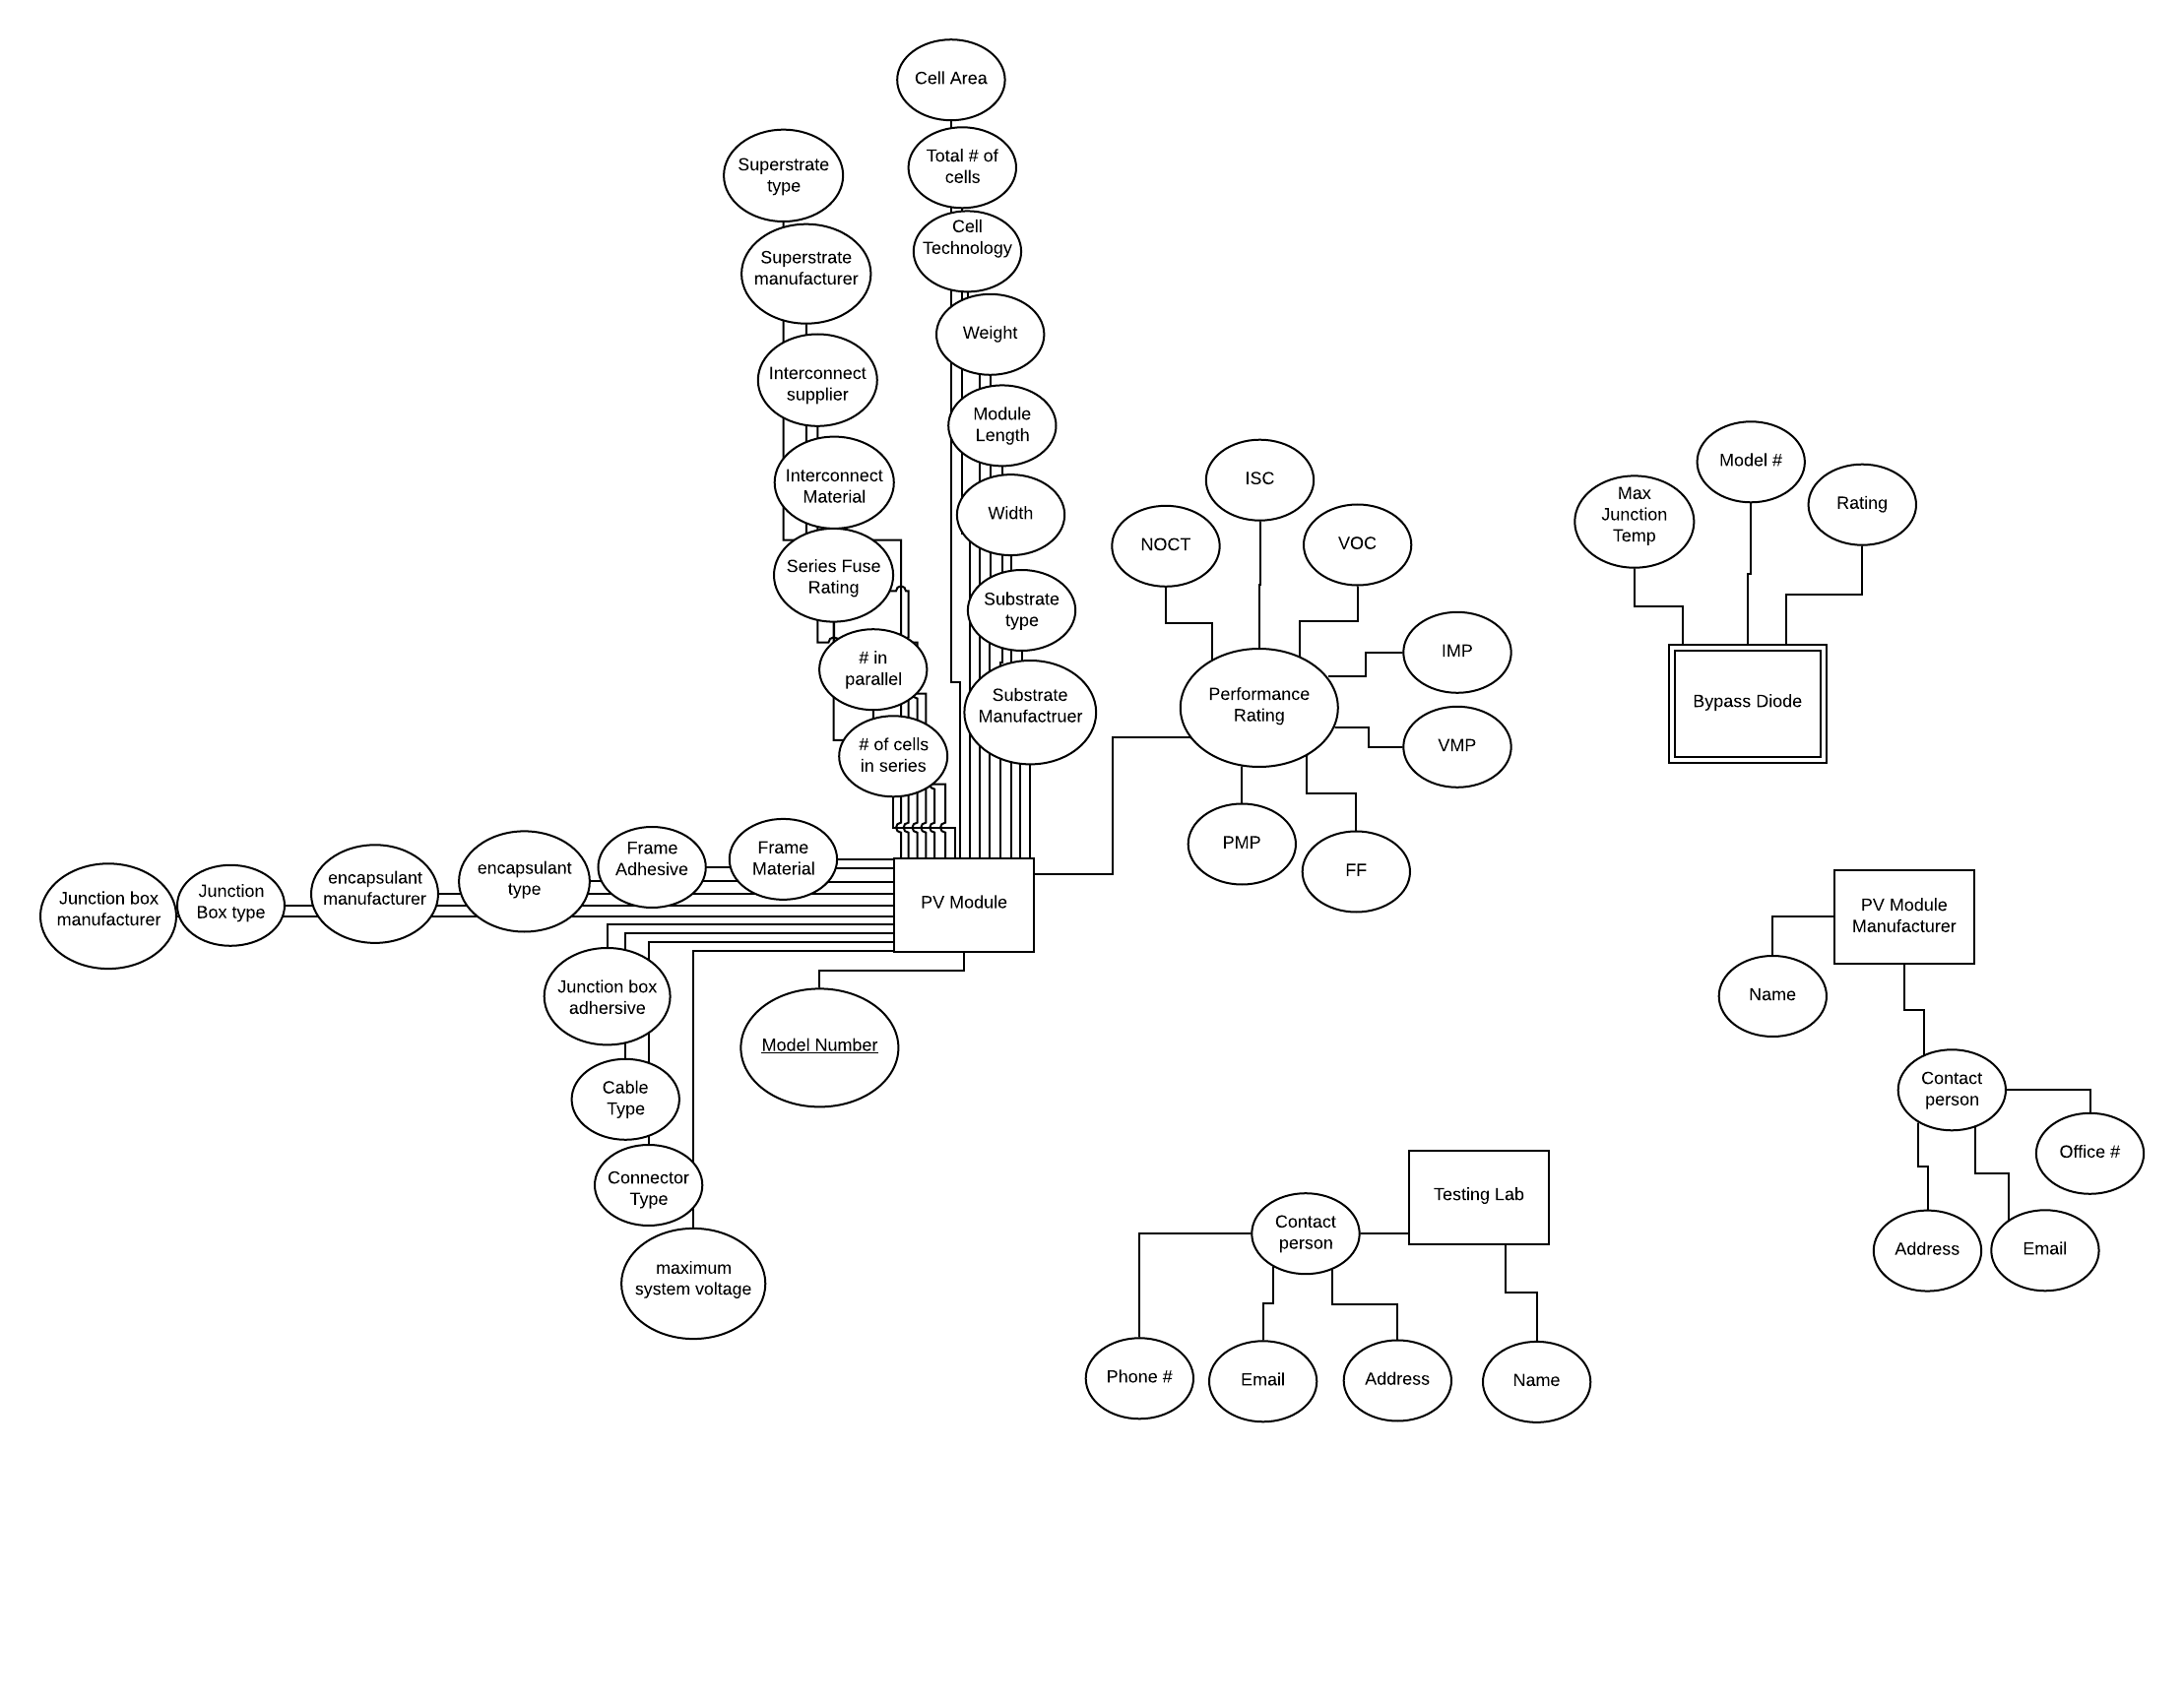 Cell Area
Total # of
cells
Superstrate
type
Cell
Technology
Superstrate
manufacturer
Weight
Interconnect
supplier
Module
Length
Interconnect
Material
Width
Series Fuse
Rating
Substrate
type
# in
parallel
Substrate
Manufactruer
# of cells
in series
ISC
NOCT
VOC
IMP
Performance
Rating
VMP
PMP
FF
Model #
Max
Junction
Temp
Rating
Bypass Diode
Frame
Material
Frame
Adhesive
encapsulant
type
encapsulant
manufacturer
Junction
Box type
Junction box
manufacturer
PV Module
Junction box
adhersive
Model Number
Cable
Type
Connector
Type
maximum
system voltage
PV Module
Manufacturer
Name
Contact
person
Office #
Address
Email
Testing Lab
Contact
person
Phone #
Email
Address
Name